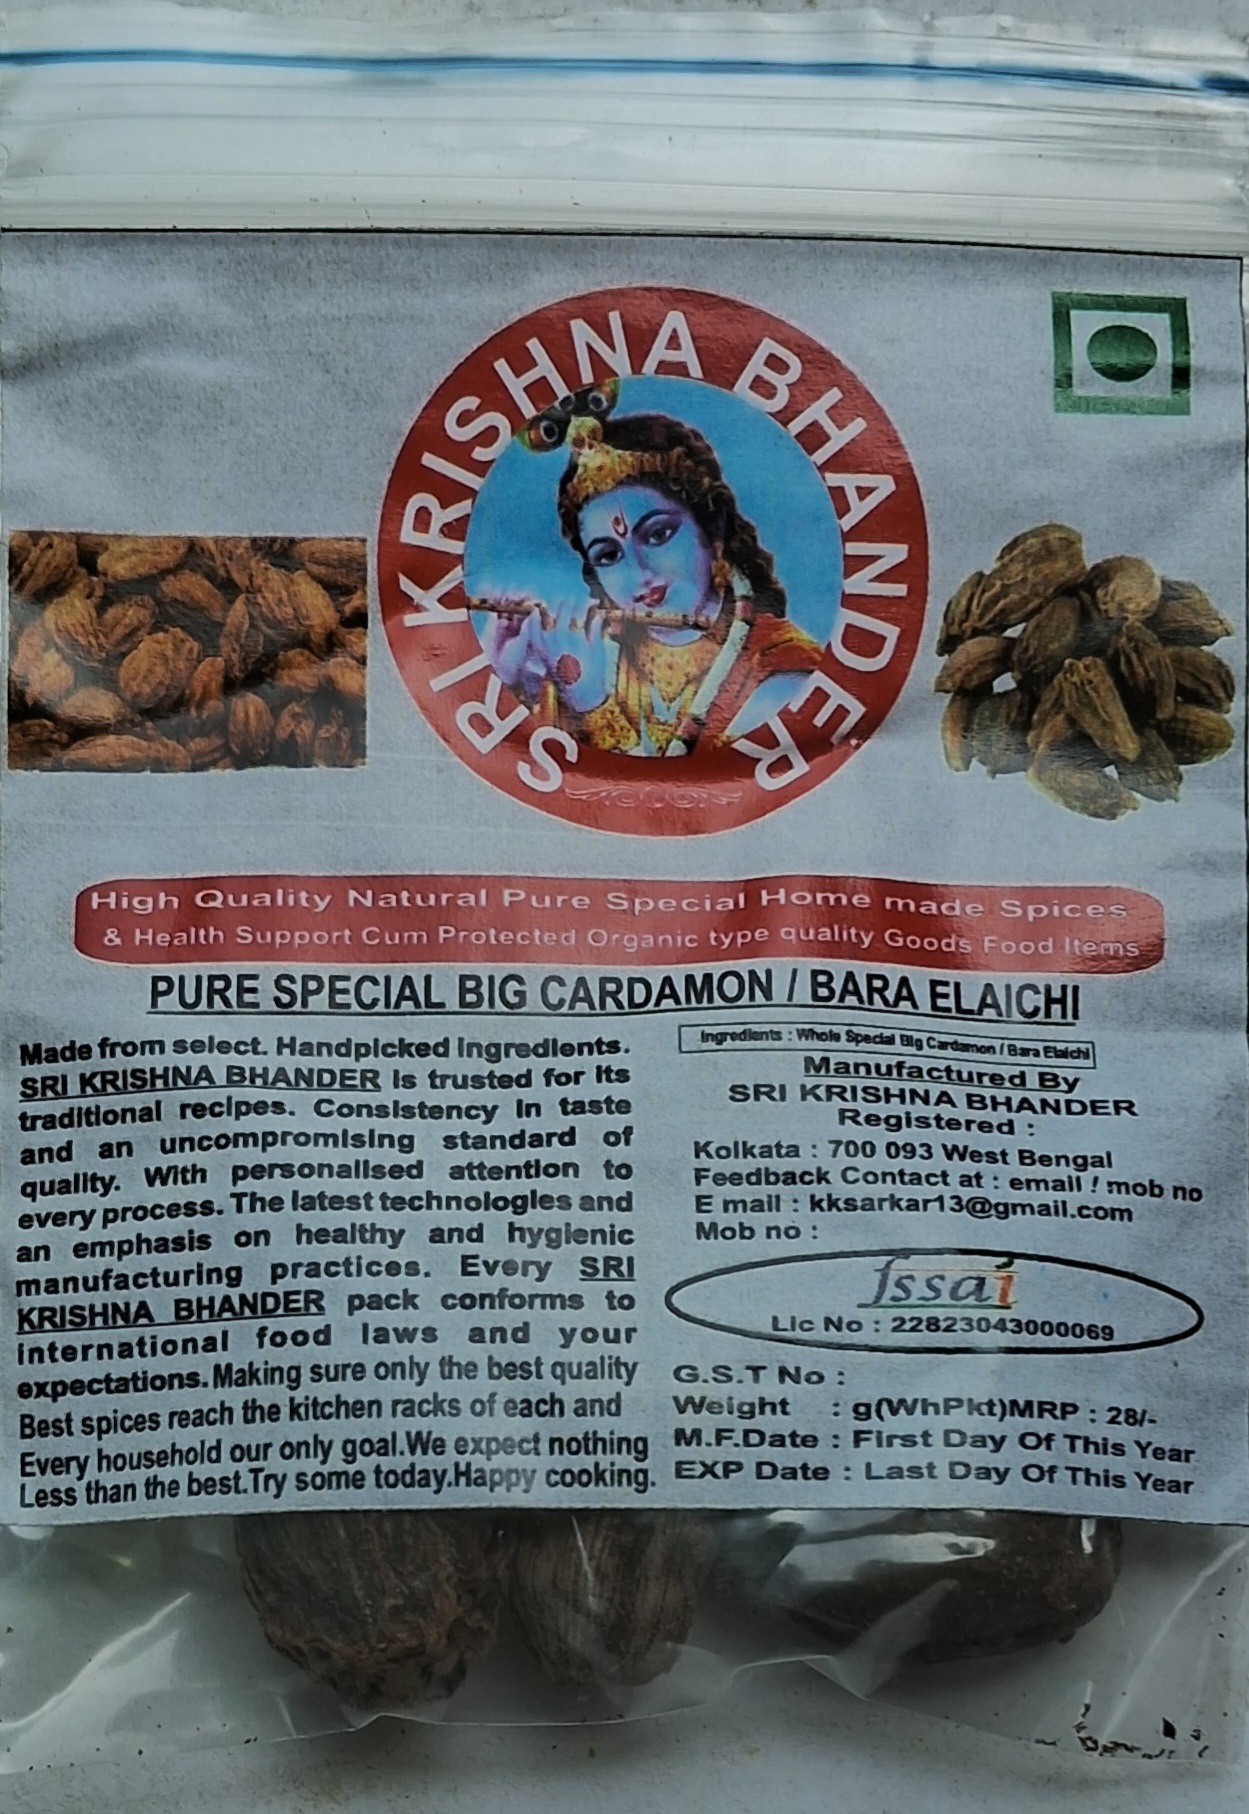 SRI KRISHNA BHANDER
High Quality Natural Pure Special Home made Spices
& Health Support Cum Protected Organic type quality Goods Food Items
PURE SPECIAL BIG CARDAMON / BARA ELAICHI
Made from select. Handpicked Ingredients.
SRI KRISHNA BHANDER is trusted for its
traditional recipes. Consistency in taste
and an uncompromising standard of
quality. With personalised attention to
every process. The latest technologies and
an emphasis on healthy and hygienic
manufacturing practices. Every SRI
KRISHNA BHANDER pack conforms to
international food laws and your
expectations. Making sure only the best quality
Best spices reach the kitchen racks of each and
Every household our only goal.We expect nothing
Less than the best.Try some today.Happy cooking.
Ingredients : Whole Special Big Cardamon / Bara Elaichi
Manufactured By
SRI KRISHNA BHANDER
Registered :
Kolkata : 700 093 West Bengal
Feedback Contact at : email / mob no
E mail : kksarkar13@gmail.com
Mob no :
fssai
Lic No : 22823043000069
G.S.T No :
Weight : g(WhPkt)MRP : 28/-
M.F.Date : First Day Of This Year
EXP Date : Last Day Of This Year